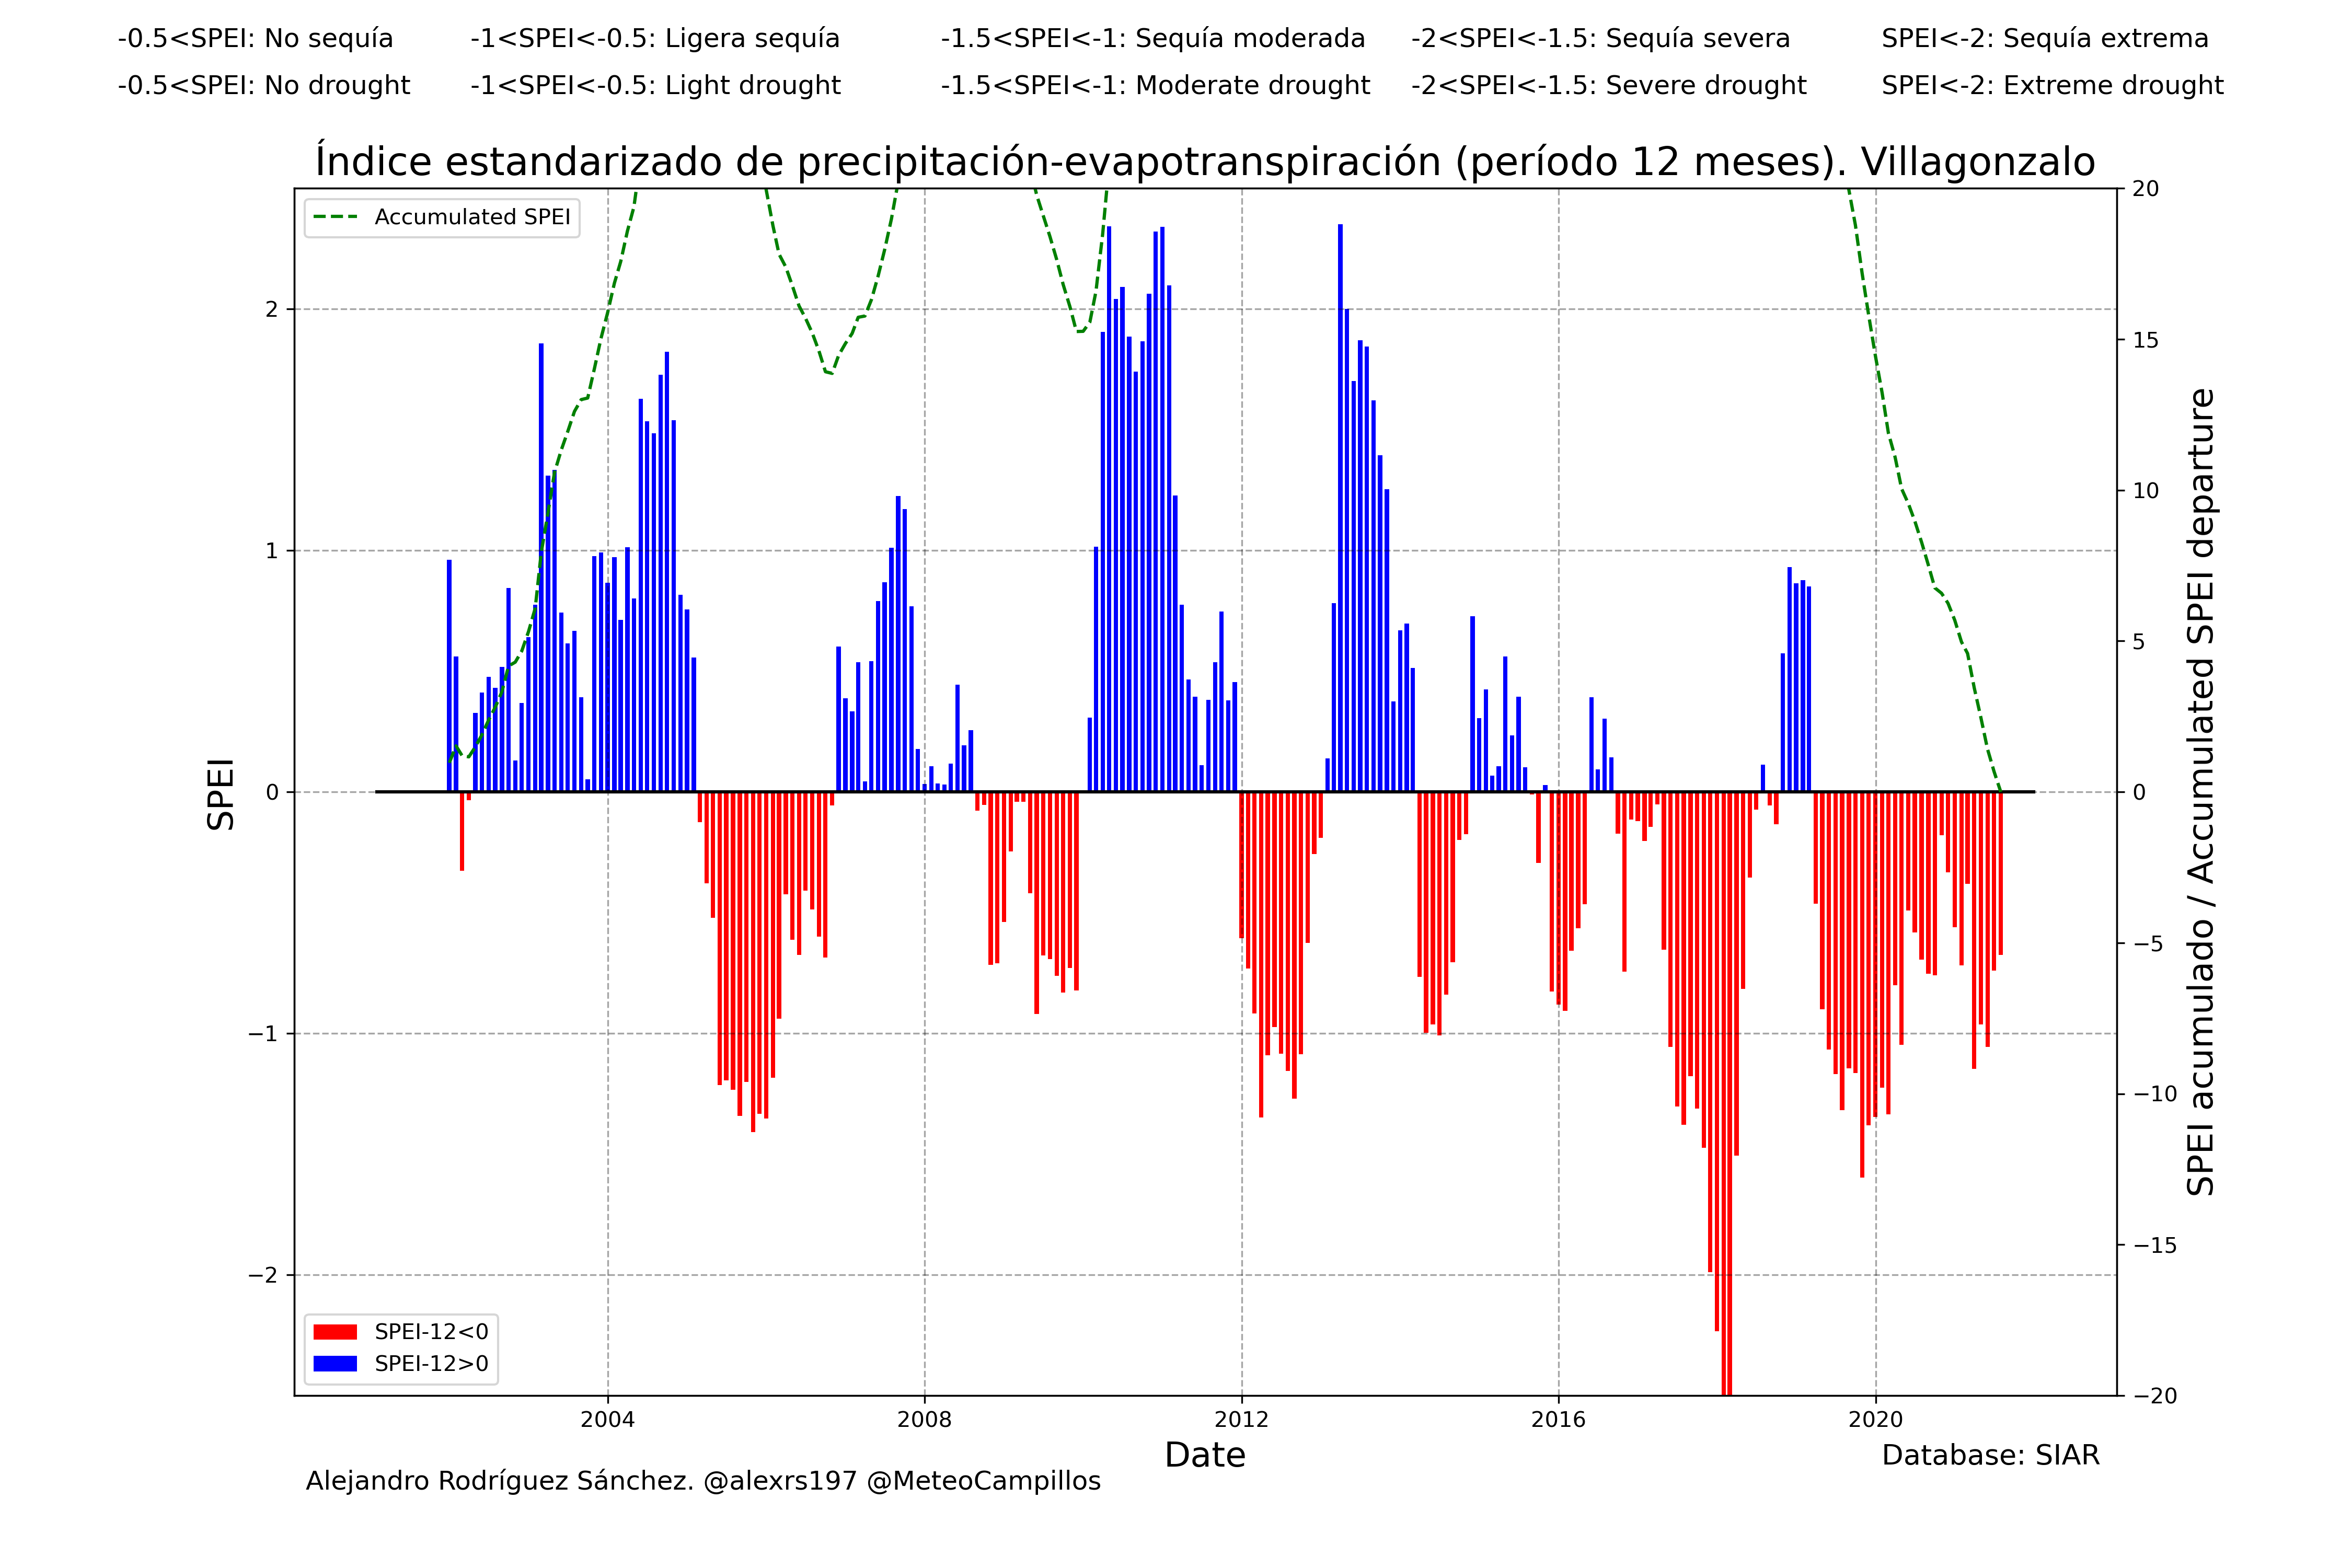 -0.5<SPEI: No sequía -1<SPEI<-0.5: Ligera sequía -1.5<SPEI<-1: Sequía moderada -2<SPEI<-1.5: Sequía severa SPEI<-2: Sequía extrema
-0.5<SPEI: No drought -1<SPEI<-0.5: Light drought -1.5<SPEI<-1: Moderate drought -2<SPEI<-1.5: Severe drought SPEI<-2: Extreme drought
Índice estandarizado de precipitación-evapotranspiración (período 12 meses). Villagonzalo
Accumulated SPEI
SPEI
2
1
0
−1
−2
20
15
10
5
0
−5
−10
−15
−20
SPEI acumulado / Accumulated SPEI departure
SPEI-12<0
SPEI-12>0
2004 2008 2012 2016 2020
Date
Database: SIAR
Alejandro Rodríguez Sánchez. @alexrs197 @MeteoCampillos